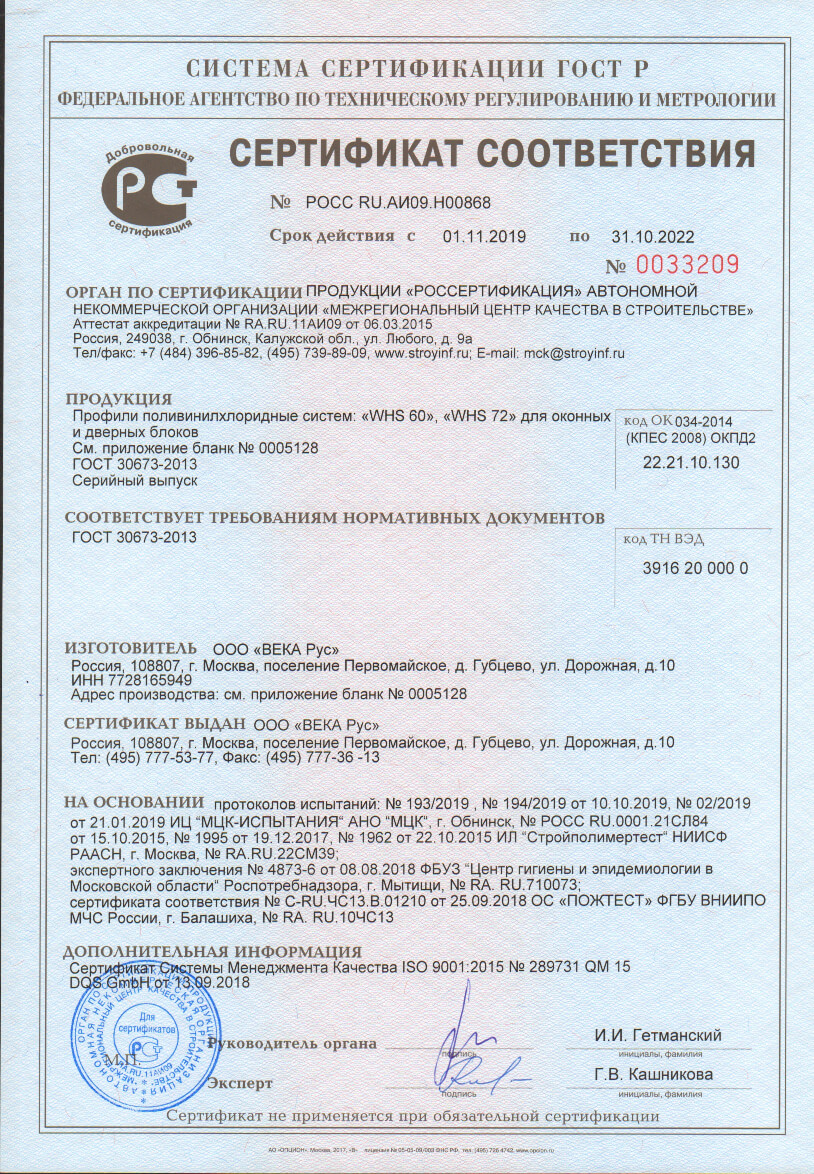 СИСТЕМА СЕРТИФИКАЦИИ ГОСТ Р
ФЕДЕРАЛЬНОЕ АГЕНТСТВО ПО ТЕХНИЧЕСКОМУ РЕГУЛИРОВАНИЮ И МЕТРОЛОГИИ
Добровольная
сертификация
СЕРТИФИКАТ СООТВЕТСТВИЯ
№ РОСС RU.АИ09.Н00868
Срок действия с 01.11.2019 по 31.10.2022
№ 0033209
ОРГАН ПО СЕРТИФИКАЦИИ ПРОДУКЦИИ «РОССЕРТИФИКАЦИЯ» АВТОНОМНОЙ
НЕКОММЕРЧЕСКОЙ ОРГАНИЗАЦИИ «МЕЖРЕГИОНАЛЬНЫЙ ЦЕНТР КАЧЕСТВА В СТРОИТЕЛЬСТВЕ»
Аттестат аккредитации № RA.RU.11АИ09 от 06.03.2015
Россия, 249038, г. Обнинск, Калужской обл., ул. Любого, д. 9а
Тел/факс: +7 (484) 396-85-82, (495) 739-89-09, www.stroyinf.ru; E-mail: mck@stroyinf.ru
ПРОДУКЦИЯ
Профили поливинилхлоридные систем: «WHS 60», «WHS 72» для оконных
и дверных блоков
См. приложение бланк № 0005128
ГОСТ 30673-2013
Серийный выпуск
код ОК 034-2014
(КПЕС 2008) ОКПД2
22.21.10.130
СООТВЕТСТВУЕТ ТРЕБОВАНИЯМ НОРМАТИВНЫХ ДОКУМЕНТОВ
ГОСТ 30673-2013
код ТН ВЭД
3916 20 000 0
ИЗГОТОВИТЕЛЬ ООО «ВЕКА Рус»
Россия, 108807, г. Москва, поселение Первомайское, д. Губцево, ул. Дорожная, д.10
ИНН 7728165949
Адрес производства: см. приложение бланк № 0005128
СЕРТИФИКАТ ВЫДАН ООО «ВЕКА Рус»
Россия, 108807, г. Москва, поселение Первомайское, д. Губцево, ул. Дорожная, д.10
Тел: (495) 777-53-77, Факс: (495) 777-36 -13
НА ОСНОВАНИИ протоколов испытаний: № 193/2019 , № 194/2019 от 10.10.2019, № 02/2019
от 21.01.2019 ИЦ "МЦК-ИСПЫТАНИЯ" АНО "МЦК", г. Обнинск, № РОСС RU.0001.21СЛ84
от 15.10.2015, № 1995 от 19.12.2017, № 1962 от 22.10.2015 ИЛ "Стройполимертест" НИИСФ
РААСН, г. Москва, № RA.RU.22СМ39;
экспертного заключения № 4873-6 от 08.08.2018 ФБУЗ "Центр гигиены и эпидемиологии в
Московской области" Роспотребнадзора, г. Мытищи, № RA. RU.710073;
сертификата соответствия № C-RU.ЧС13.В.01210 от 25.09.2018 ОС «ПОЖТЕСТ» ФГБУ ВНИИПО
МЧС России, г. Балашиха, № RA. RU.10ЧС13
ДОПОЛНИТЕЛЬНАЯ ИНФОРМАЦИЯ
Сертификат Системы Менеджмента Качества ISO 9001:2015 № 289731 QM 15
DQS GmbH от 13.09.2018
Для
сертификатов
RA.RU.11АИ09
М.П.
Руководитель органа
подпись
И.И. Гетманский
инициалы, фамилия
Эксперт
подпись
Г.В. Кашникова
инициалы, фамилия
Сертификат не применяется при обязательной сертификации